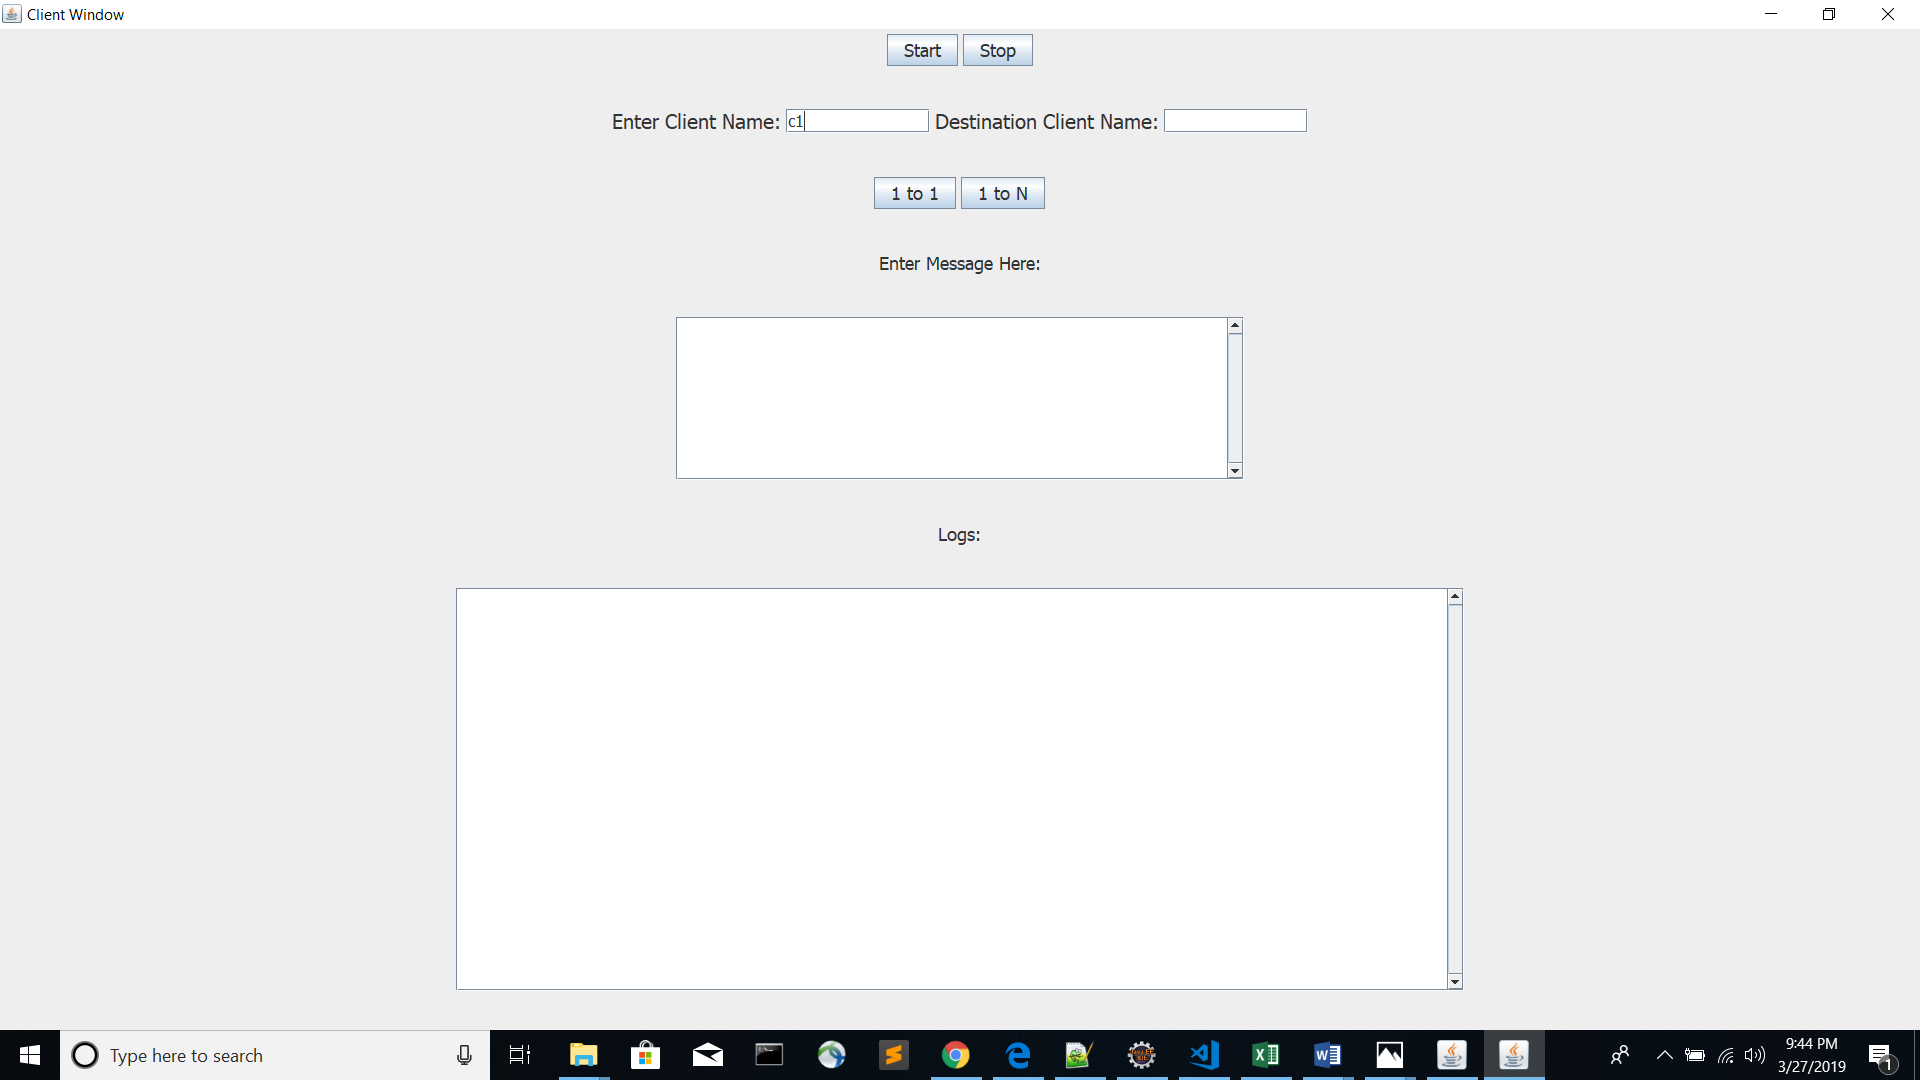 Client Window
Start Stop
Enter Client Name: c1 Destination Client Name:
1 to 1 1 to N
Enter Message Here:
Logs:
Type here to search
9:44 PM
3/27/2019
1